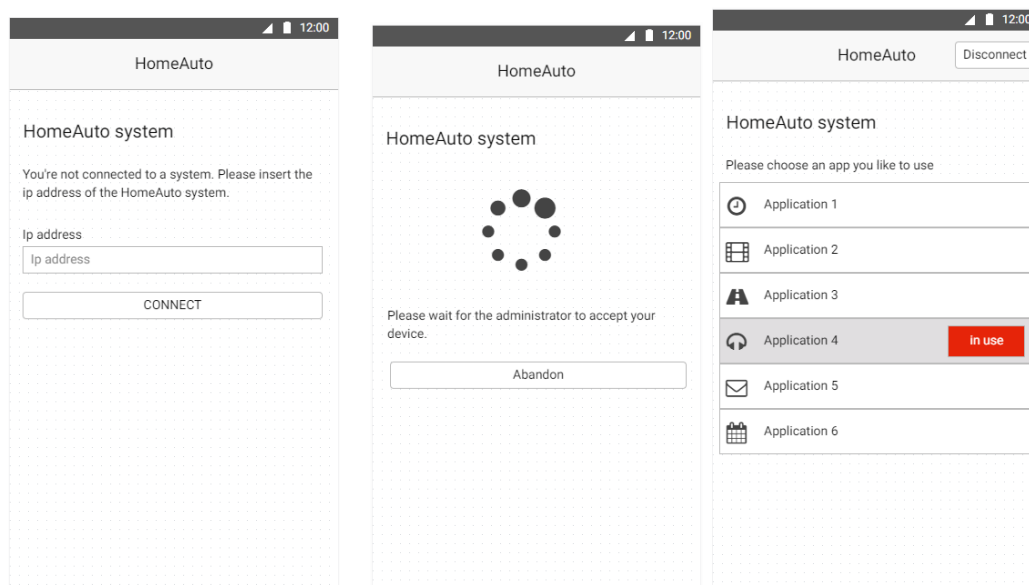 12:00
HomeAuto
HomeAuto system
You're not connected to a system. Please insert the
ip address of the HomeAuto system.
Ip address
Ip address
CONNECT
12:00
HomeAuto
HomeAuto system
Please wait for the administrator to accept your
device.
Abandon
12:00
HomeAuto
Disconnect
HomeAuto system
Please choose an app you like to use
Application 1
Application 2
Application 3
Application 4
in use
Application 5
Application 6